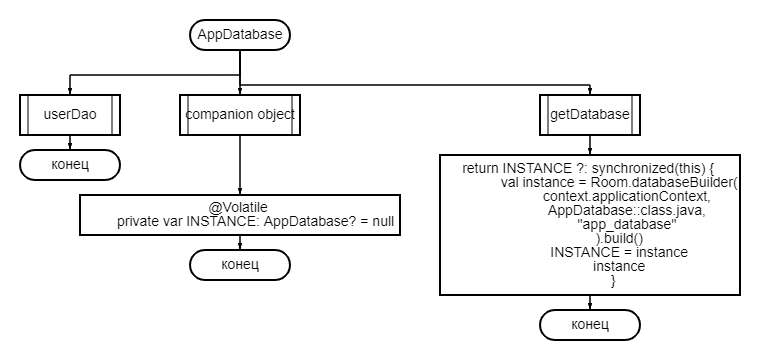 AppDatabase
userDao
companion object
getDatabase
конец
@Volatile
private var INSTANCE: AppDatabase? = null
конец
return INSTANCE ?: synchronized(this) {
val instance = Room.databaseBuilder(
context.applicationContext,
AppDatabase::class.java,
"app_database"
).build()
INSTANCE = instance
instance
}
конец